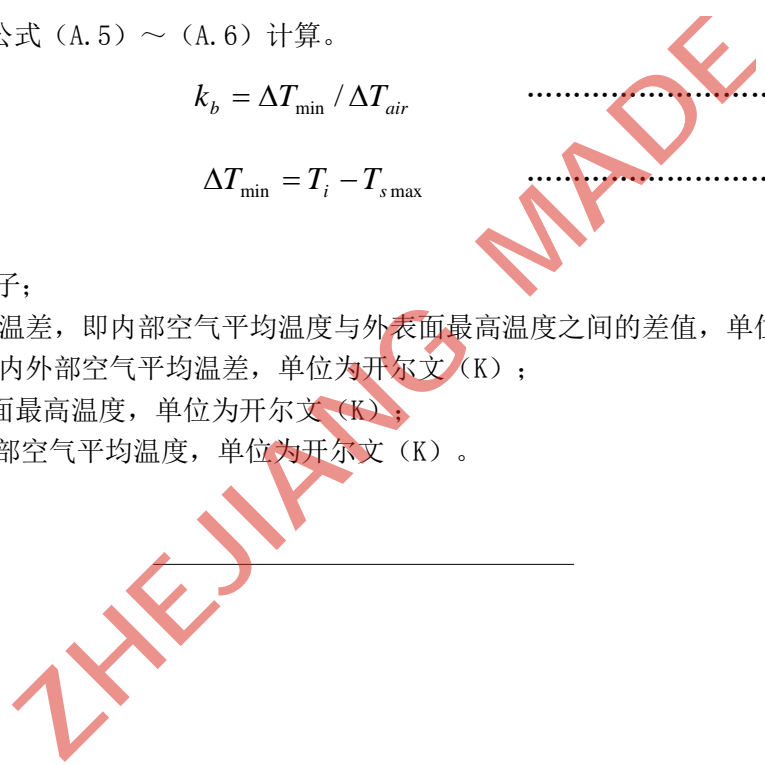 公式（A.5）～（A.6）计算。
k_b = ΔT_min / ΔT_air ………………………
ΔT_min = T_i − T_s max ………………………
子；
温差，即内部空气平均温度与外表面最高温度之间的差值，单位
内外部空气平均温差，单位为开尔文（K）；
面最高温度，单位为开尔文（K）；
部空气平均温度，单位为开尔文（K）。
ZHEJIANG MADE